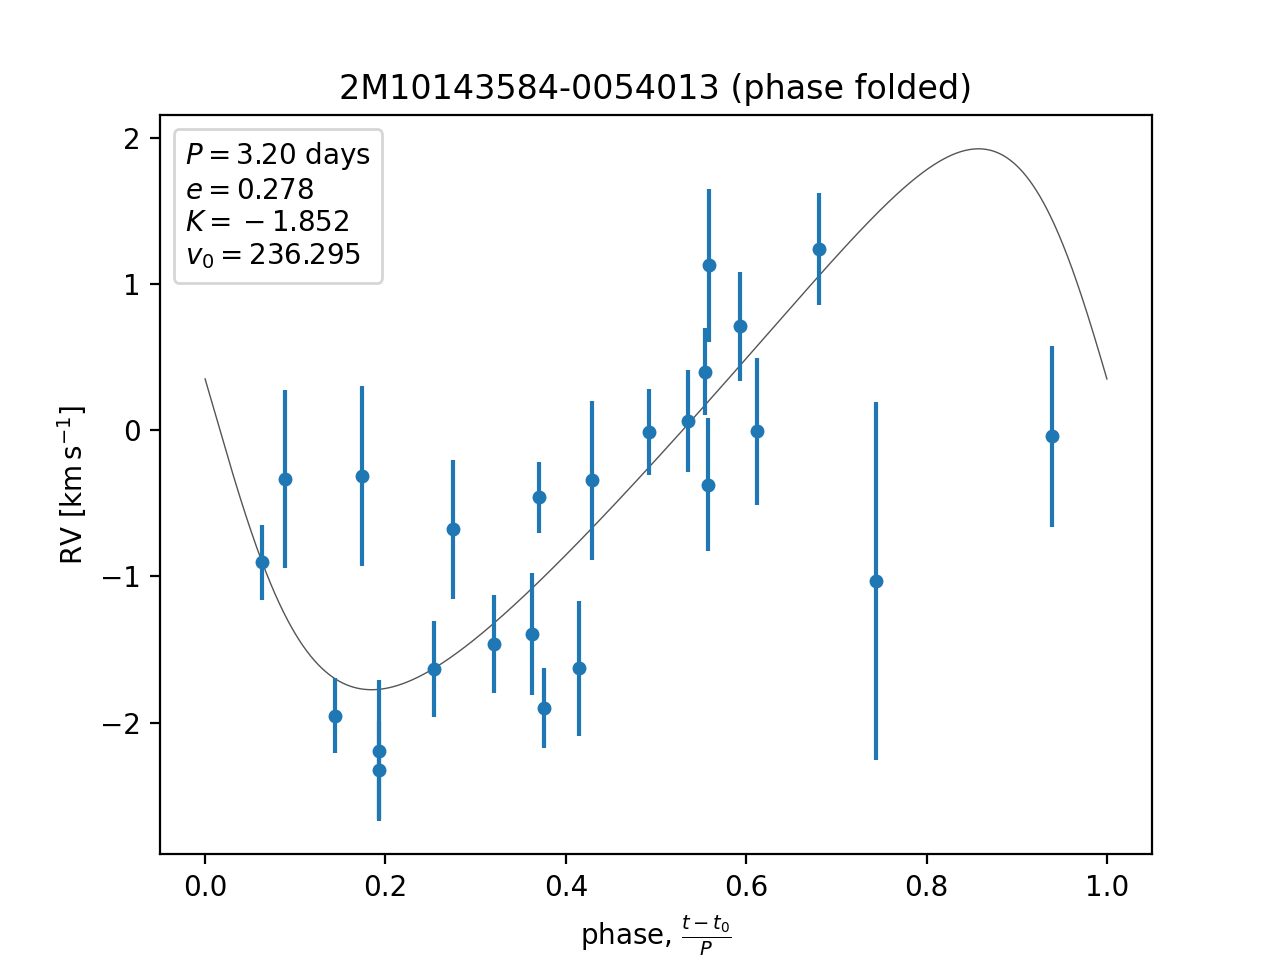 2M10143584-0054013 (phase folded)
P = 3.20 days
e = 0.278
K = −1.852
v₀ = 236.295
2
1
0
−1
−2
RV [km s⁻¹]
0.0 0.2 0.4 0.6 0.8 1.0
phase, (t − t₀)/P